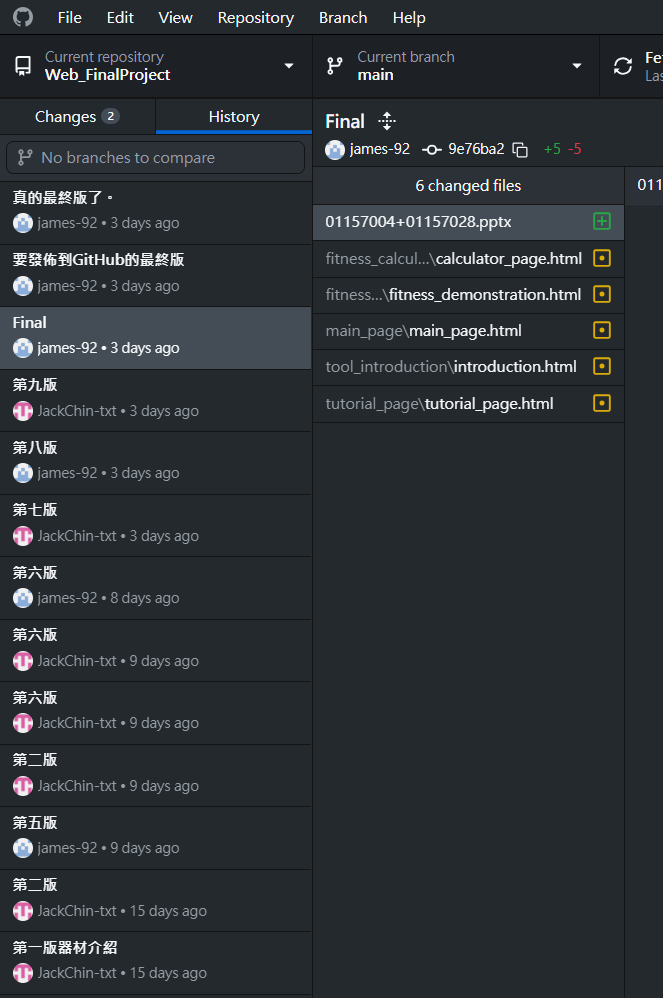 File Edit View Repository Branch Help
Current repository
Web_FinalProject
Current branch
main
Fe
Las
Changes 2
History
No branches to compare
真的最終版了。
james-92 • 3 days ago
要發佈到GitHub的最終版
james-92 • 3 days ago
Final
james-92 • 3 days ago
第九版
JackChin-txt • 3 days ago
第八版
james-92 • 3 days ago
第七版
JackChin-txt • 3 days ago
第六版
james-92 • 8 days ago
第六版
JackChin-txt • 9 days ago
第六版
JackChin-txt • 9 days ago
第二版
JackChin-txt • 9 days ago
第五版
james-92 • 9 days ago
第二版
JackChin-txt • 15 days ago
第一版器材介紹
JackChin-txt • 15 days ago
Final
james-92 9e76ba2 +5 -5
6 changed files
01157004+01157028.pptx
fitness_calcul...\calculator_page.html
fitness...\fitness_demonstration.html
main_page\main_page.html
tool_introduction\introduction.html
tutorial_page\tutorial_page.html
011